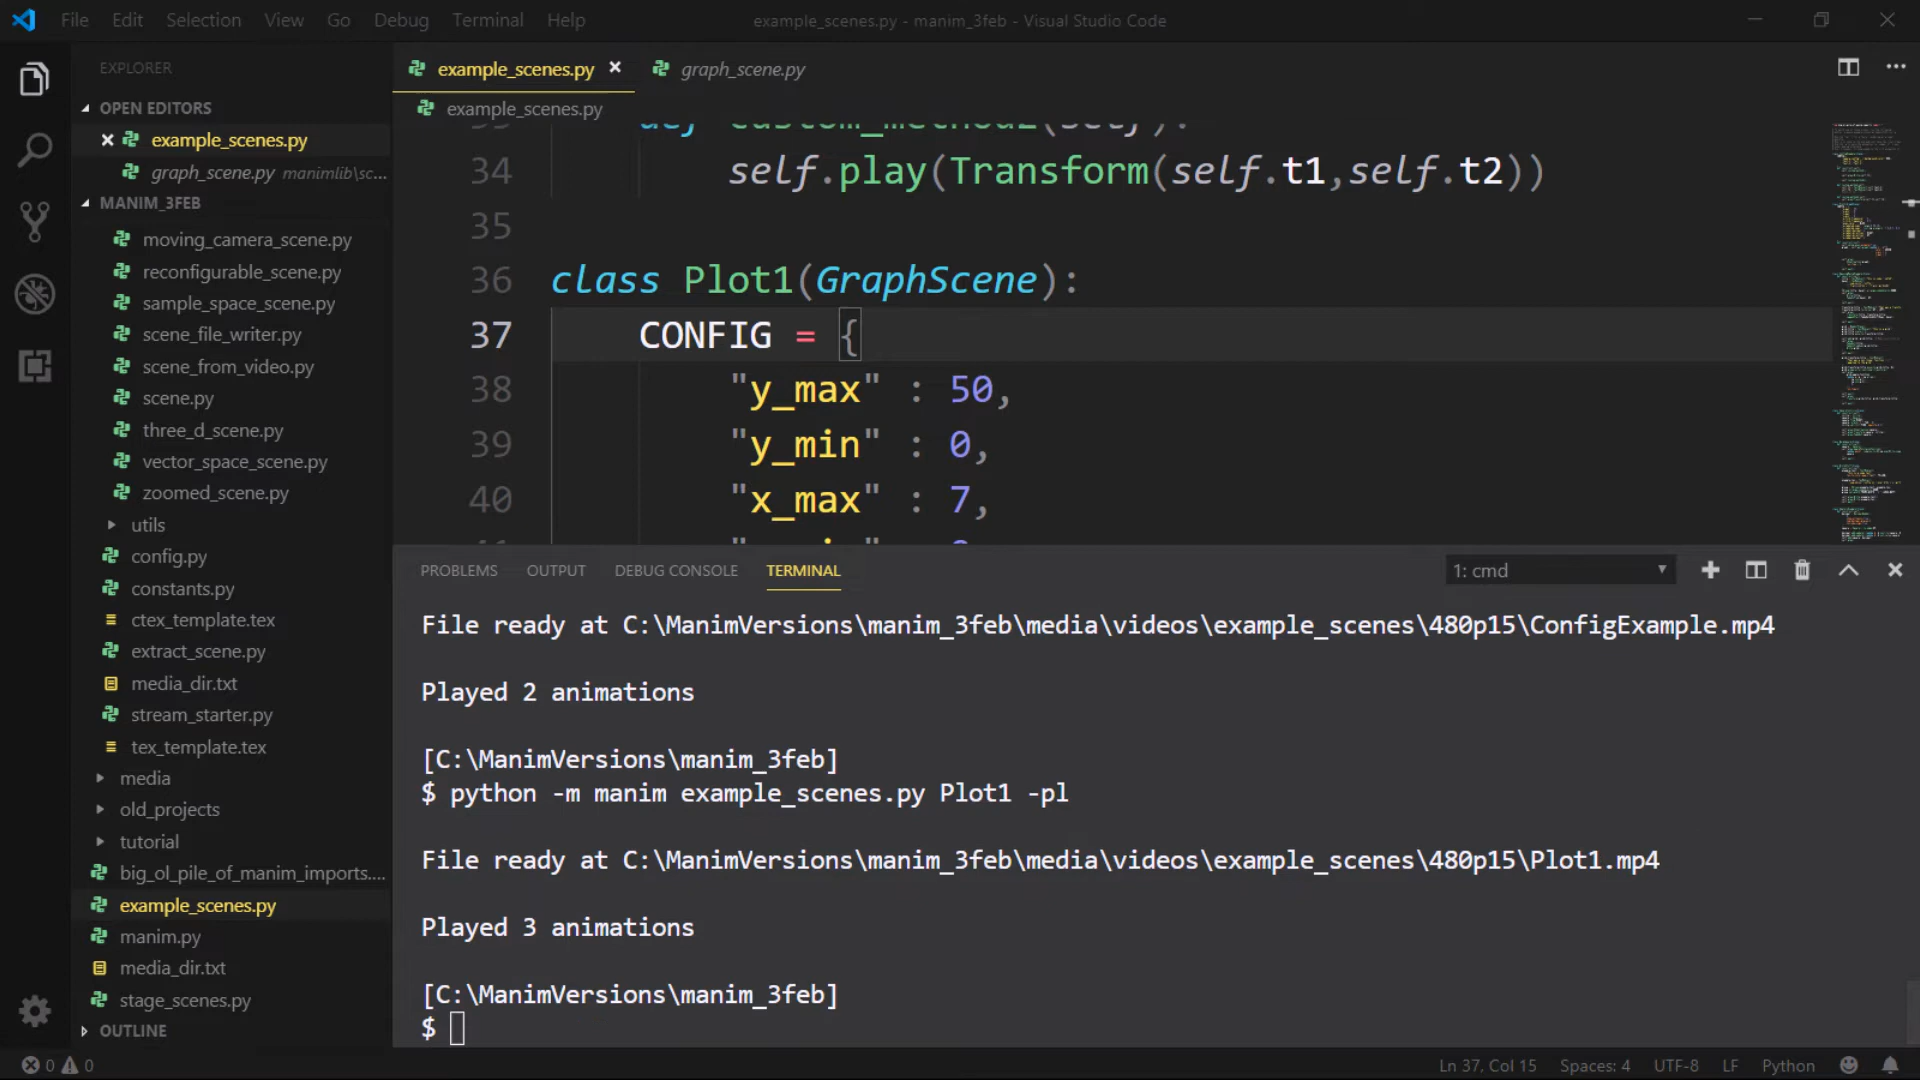 File Edit Selection View Go Debug Terminal Help
example_scenes.py - manim_3feb - Visual Studio Code
EXPLORER
OPEN EDITORS
example_scenes.py
graph_scene.py manimlib\sc...
MANIM_3FEB
moving_camera_scene.py
reconfigurable_scene.py
sample_space_scene.py
scene_file_writer.py
scene_from_video.py
scene.py
three_d_scene.py
vector_space_scene.py
zoomed_scene.py
utils
config.py
constants.py
ctex_template.tex
extract_scene.py
media_dir.txt
stream_starter.py
tex_template.tex
media
old_projects
tutorial
big_ol_pile_of_manim_imports....
example_scenes.py
manim.py
media_dir.txt
stage_scenes.py
OUTLINE
example_scenes.py
graph_scene.py
example_scenes.py
34 self.play(Transform(self.t1,self.t2))
35
36 class Plot1(GraphScene):
37 CONFIG = {
38 "y_max" : 50,
39 "y_min" : 0,
40 "x_max" : 7,
PROBLEMS OUTPUT DEBUG CONSOLE TERMINAL
1: cmd
File ready at C:\ManimVersions\manim_3feb\media\videos\example_scenes\480p15\ConfigExample.mp4
Played 2 animations
[C:\ManimVersions\manim_3feb]
$ python -m manim example_scenes.py Plot1 -pl
File ready at C:\ManimVersions\manim_3feb\media\videos\example_scenes\480p15\Plot1.mp4
Played 3 animations
[C:\ManimVersions\manim_3feb]
$
0 0
Ln 37, Col 15 Spaces: 4 UTF-8 LF Python